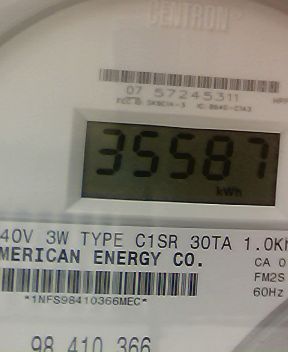 CENTRON
07 57245311
35587
kWh
40V 3W TYPE C1SR 30TA 1.0Kh
MERICAN ENERGY CO.
CA 0
FM2S
*1NFS98410366MEC*
60Hz
98 410 366